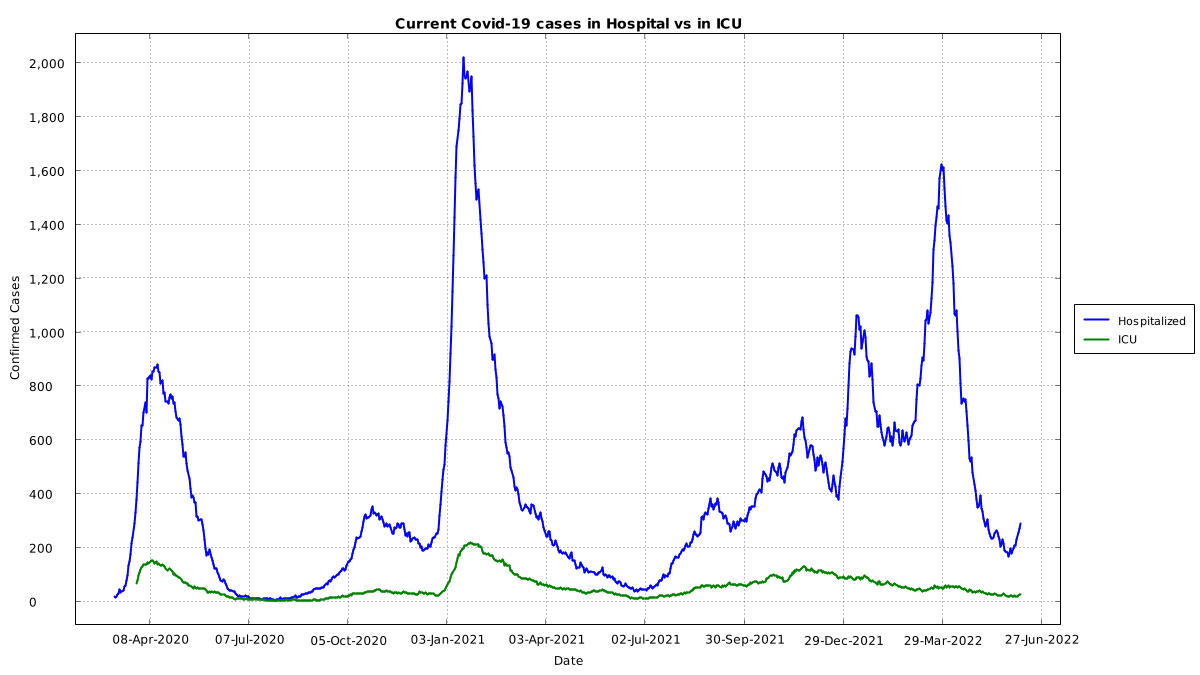 Current Covid-19 cases in Hospital vs in ICU
Confirmed Cases
2,000
1,800
1,600
1,400
1,200
1,000
800
600
400
200
0
08-Apr-2020
07-Jul-2020
05-Oct-2020
03-Jan-2021
03-Apr-2021
02-Jul-2021
30-Sep-2021
29-Dec-2021
29-Mar-2022
27-Jun-2022
Date
Hospitalized
ICU